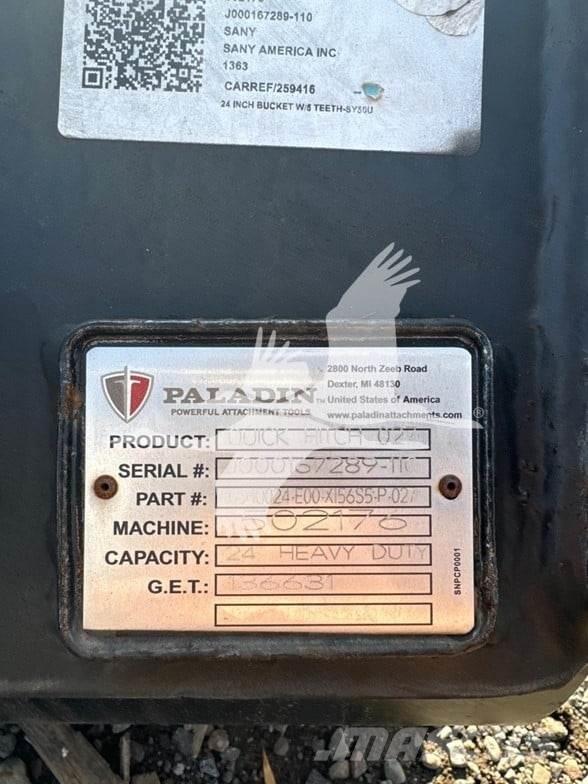 J000167289-110
SANY
SANY AMERICA INC
1363
CARREF/259416
24 INCH BUCKET W/5 TEETH-SY50U
PALADIN
POWERFUL ATTACHMENT TOOLS
2800 North Zeeb Road
Dexter, MI 48130
United States of America
www.paladinattachments.com
PRODUCT: QUICK HITCH 027
SERIAL #: J000167289-110
PART #:
MACHINE:
CAPACITY: 24 HEAVY DUTY
G.E.T.: 136631
SNPCP0001